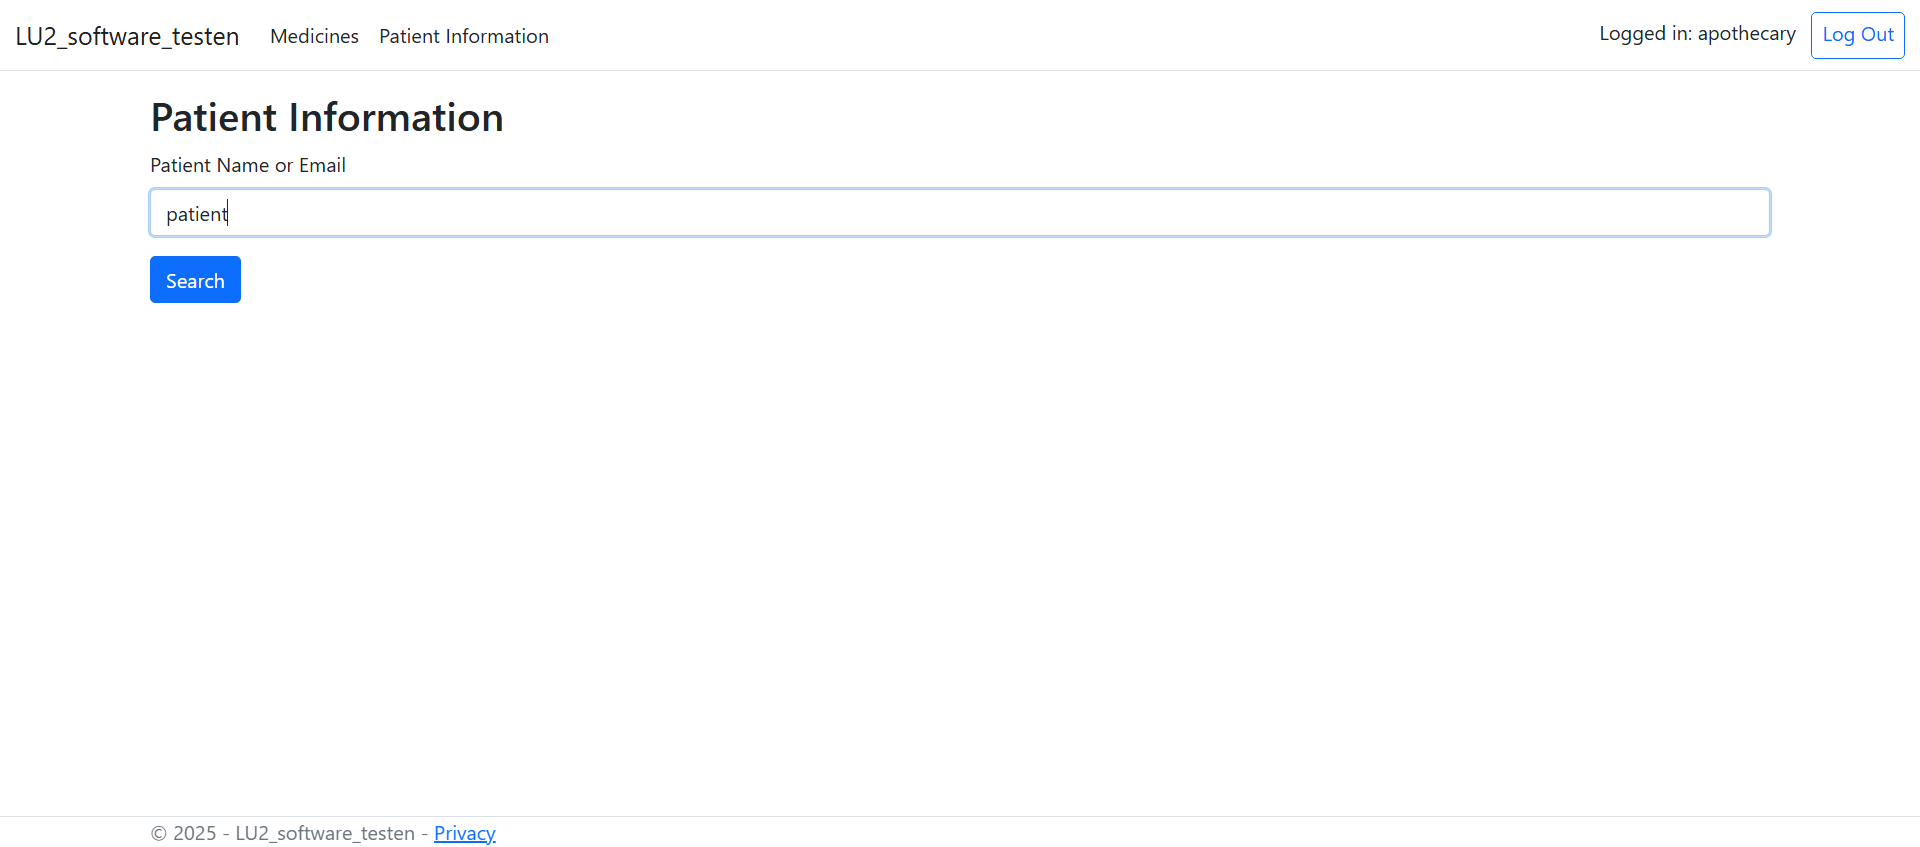 LU2_software_testen Medicines Patient Information Logged in: apothecary Log Out
Patient Information
Patient Name or Email
patient
Search
© 2025 - LU2_software_testen - Privacy